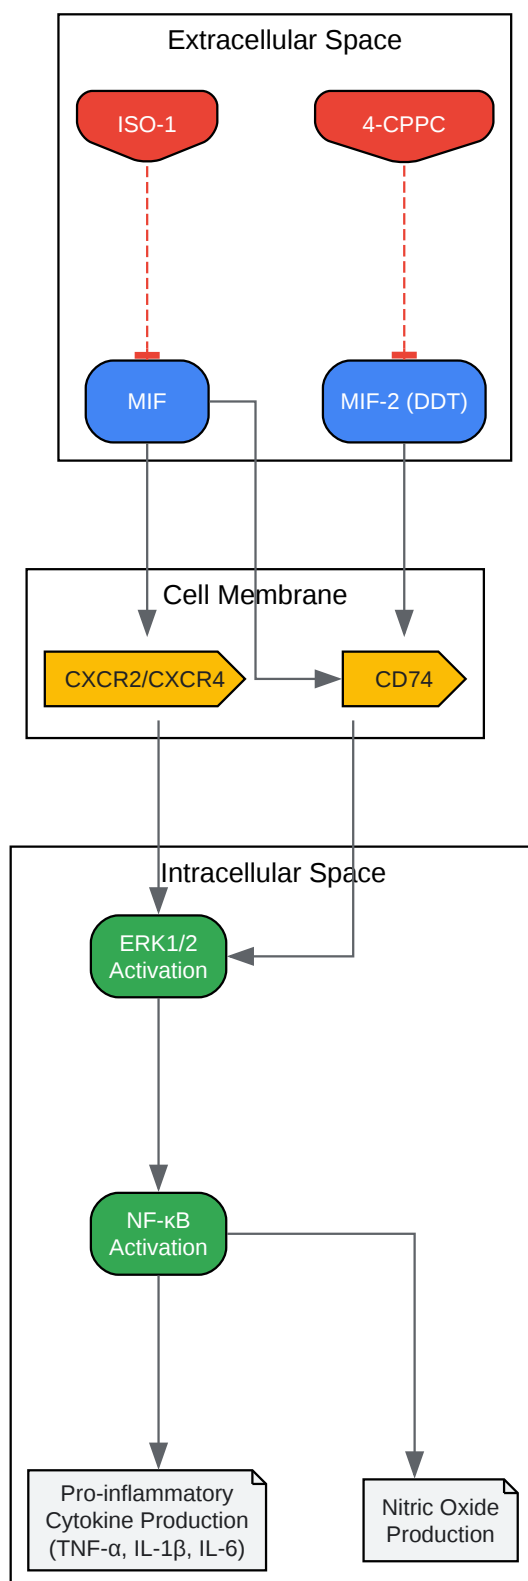 Extracellular Space
ISO-1
4-CPPC
MIF
MIF-2 (DDT)
Cell Membrane
CXCR2/CXCR4
CD74
Intracellular Space
ERK1/2
Activation
NF-κB
Activation
Pro-inflammatory
Cytokine Production
(TNF-α, IL-1β, IL-6)
Nitric Oxide
Production